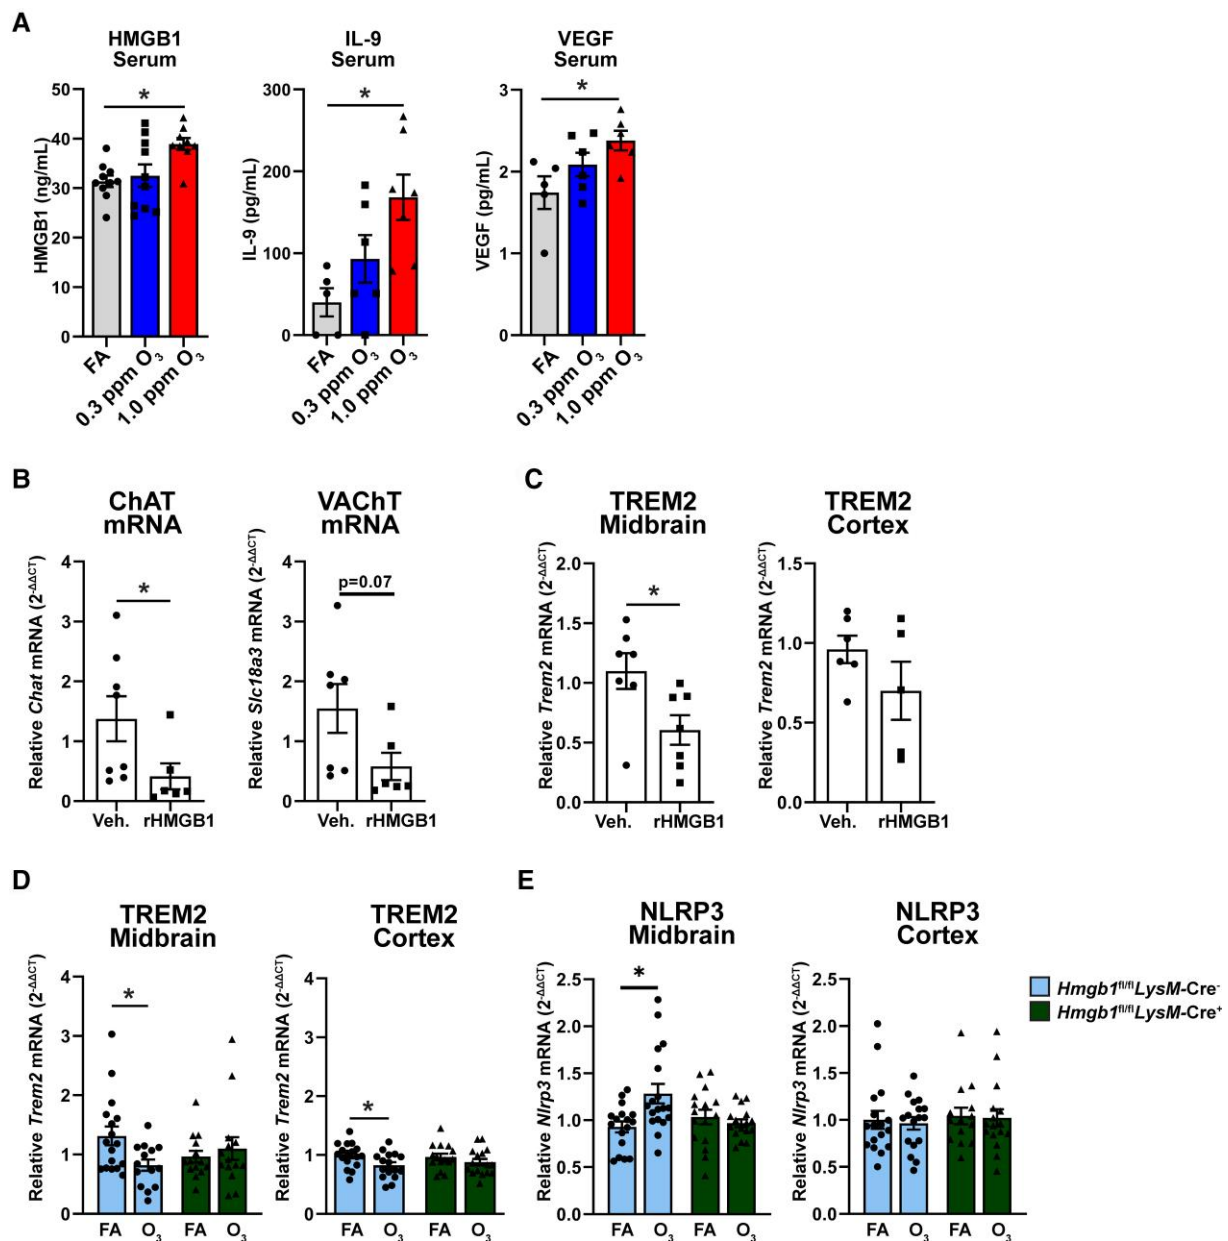 A
HMGB1
Serum
IL-9
Serum
VEGF
Serum
HMGB1 (ng/mL)
50
40
30
20
10
0
*
FA
0.3 ppm O₃
1.0 ppm O₃
IL-9 (pg/mL)
300
200
100
0
*
FA
0.3 ppm O₃
1.0 ppm O₃
VEGF (pg/mL)
3
2
1
0
*
FA
0.3 ppm O₃
1.0 ppm O₃
B
ChAT
mRNA
Relative Chat mRNA (2-ΔΔCT)
4
3
2
1
0
*
Veh. rHMGB1
VAChT
mRNA
Relative Slc18a3 mRNA (2-ΔΔCT)
4
3
2
1
0
p=0.07
Veh. rHMGB1
C
TREM2
Midbrain
Relative Trem2 mRNA (2-ΔΔCT)
2.0
1.5
1.0
0.5
0.0
*
Veh. rHMGB1
TREM2
Cortex
Relative Trem2 mRNA (2-ΔΔCT)
1.5
1.0
0.5
0.0
Veh. rHMGB1
D
TREM2
Midbrain
Relative Trem2 mRNA (2-ΔΔCT)
4
3
2
1
0
*
FA O₃ FA O₃
TREM2
Cortex
Relative Trem2 mRNA (2-ΔΔCT)
4
3
2
1
0
*
FA O₃ FA O₃
E
NLRP3
Midbrain
Relative Nlrp3 mRNA (2-ΔΔCT)
2.5
2.0
1.5
1.0
0.5
0.0
*
FA O₃ FA O₃
NLRP3
Cortex
Relative Nlrp3 mRNA (2-ΔΔCT)
2.5
2.0
1.5
1.0
0.5
0.0
FA O₃ FA O₃
Hmgb1fl/flLysM-Cre⁻
Hmgb1fl/flLysM-Cre⁺